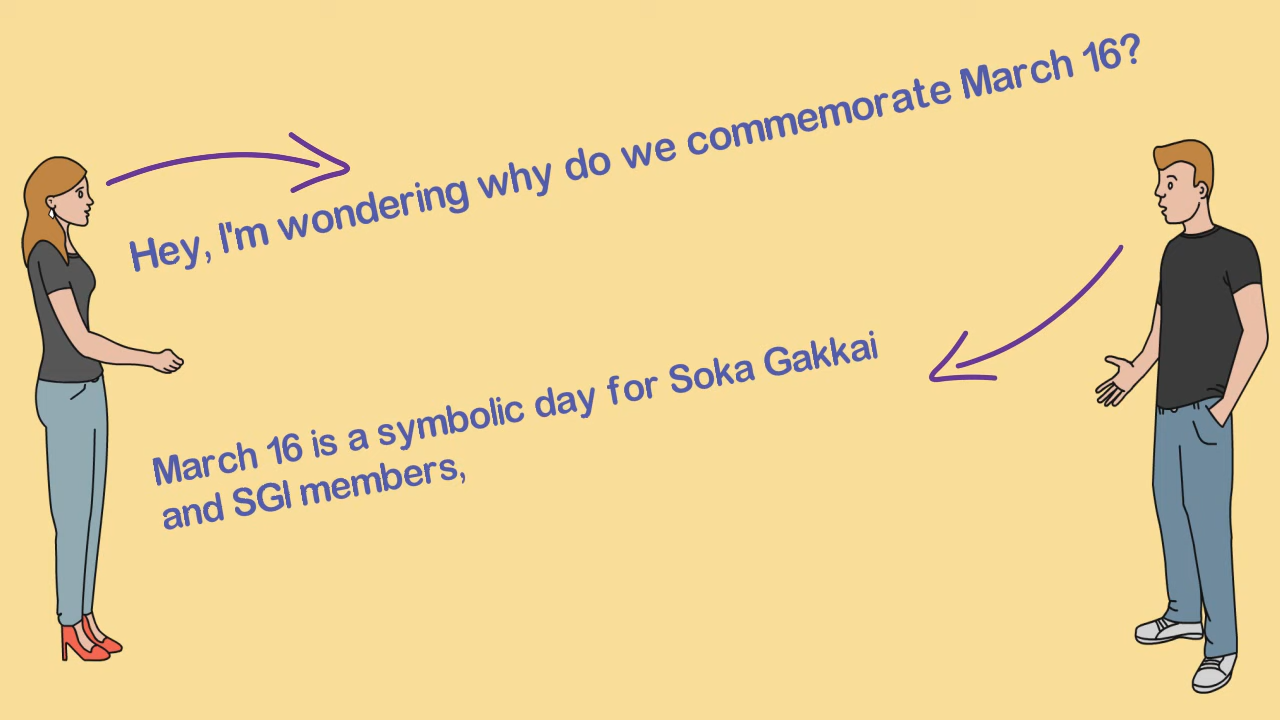 Hey, I'm wondering why do we commemorate March 16?
March 16 is a symbolic day for Soka Gakkai
and SGI members,